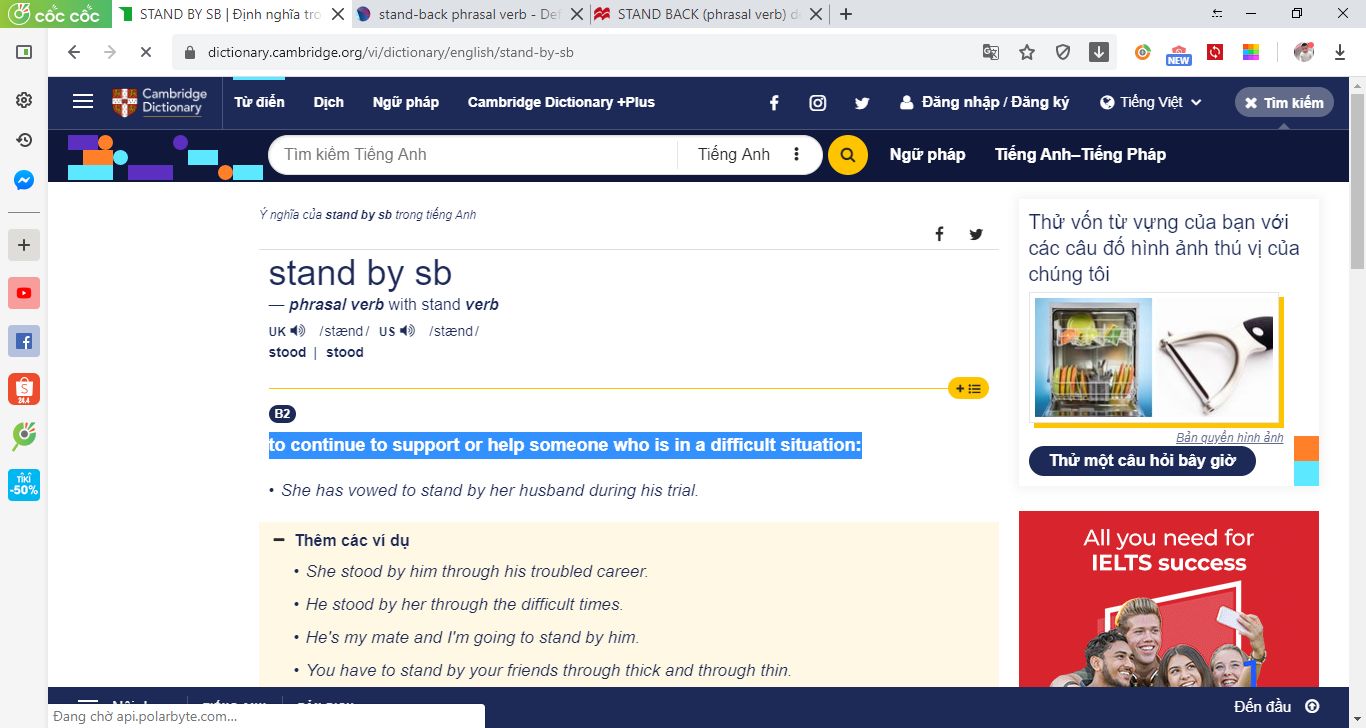 cốc cốc
STAND BY SB | Định nghĩa tro
stand-back phrasal verb - Def
STAND BACK (phrasal verb) de
dictionary.cambridge.org/vi/dictionary/english/stand-by-sb
NEW
Cambridge
Dictionary
Từ điển
Dịch
Ngữ pháp
Cambridge Dictionary +Plus
Đăng nhập / Đăng ký
Tiếng Việt
Tìm kiếm
Tìm kiếm Tiếng Anh
Tiếng Anh
Ngữ pháp
Tiếng Anh–Tiếng Pháp
Ý nghĩa của stand by sb trong tiếng Anh
stand by sb
— phrasal verb with stand verb
UK /stænd/ US /stænd/
stood | stood
B2
to continue to support or help someone who is in a difficult situation:
• She has vowed to stand by her husband during his trial.
Thêm các ví dụ
• She stood by him through his troubled career.
• He stood by her through the difficult times.
• He's my mate and I'm going to stand by him.
• You have to stand by your friends through thick and through thin.
Thử vốn từ vựng của bạn với
các câu đố hình ảnh thú vị của
chúng tôi
Bản quyền hình ảnh
Thử một câu hỏi bây giờ
All you need for
IELTS success
S
24.4
TIKI
-50%
Đến đầu
Đang chờ api.polarbyte.com...